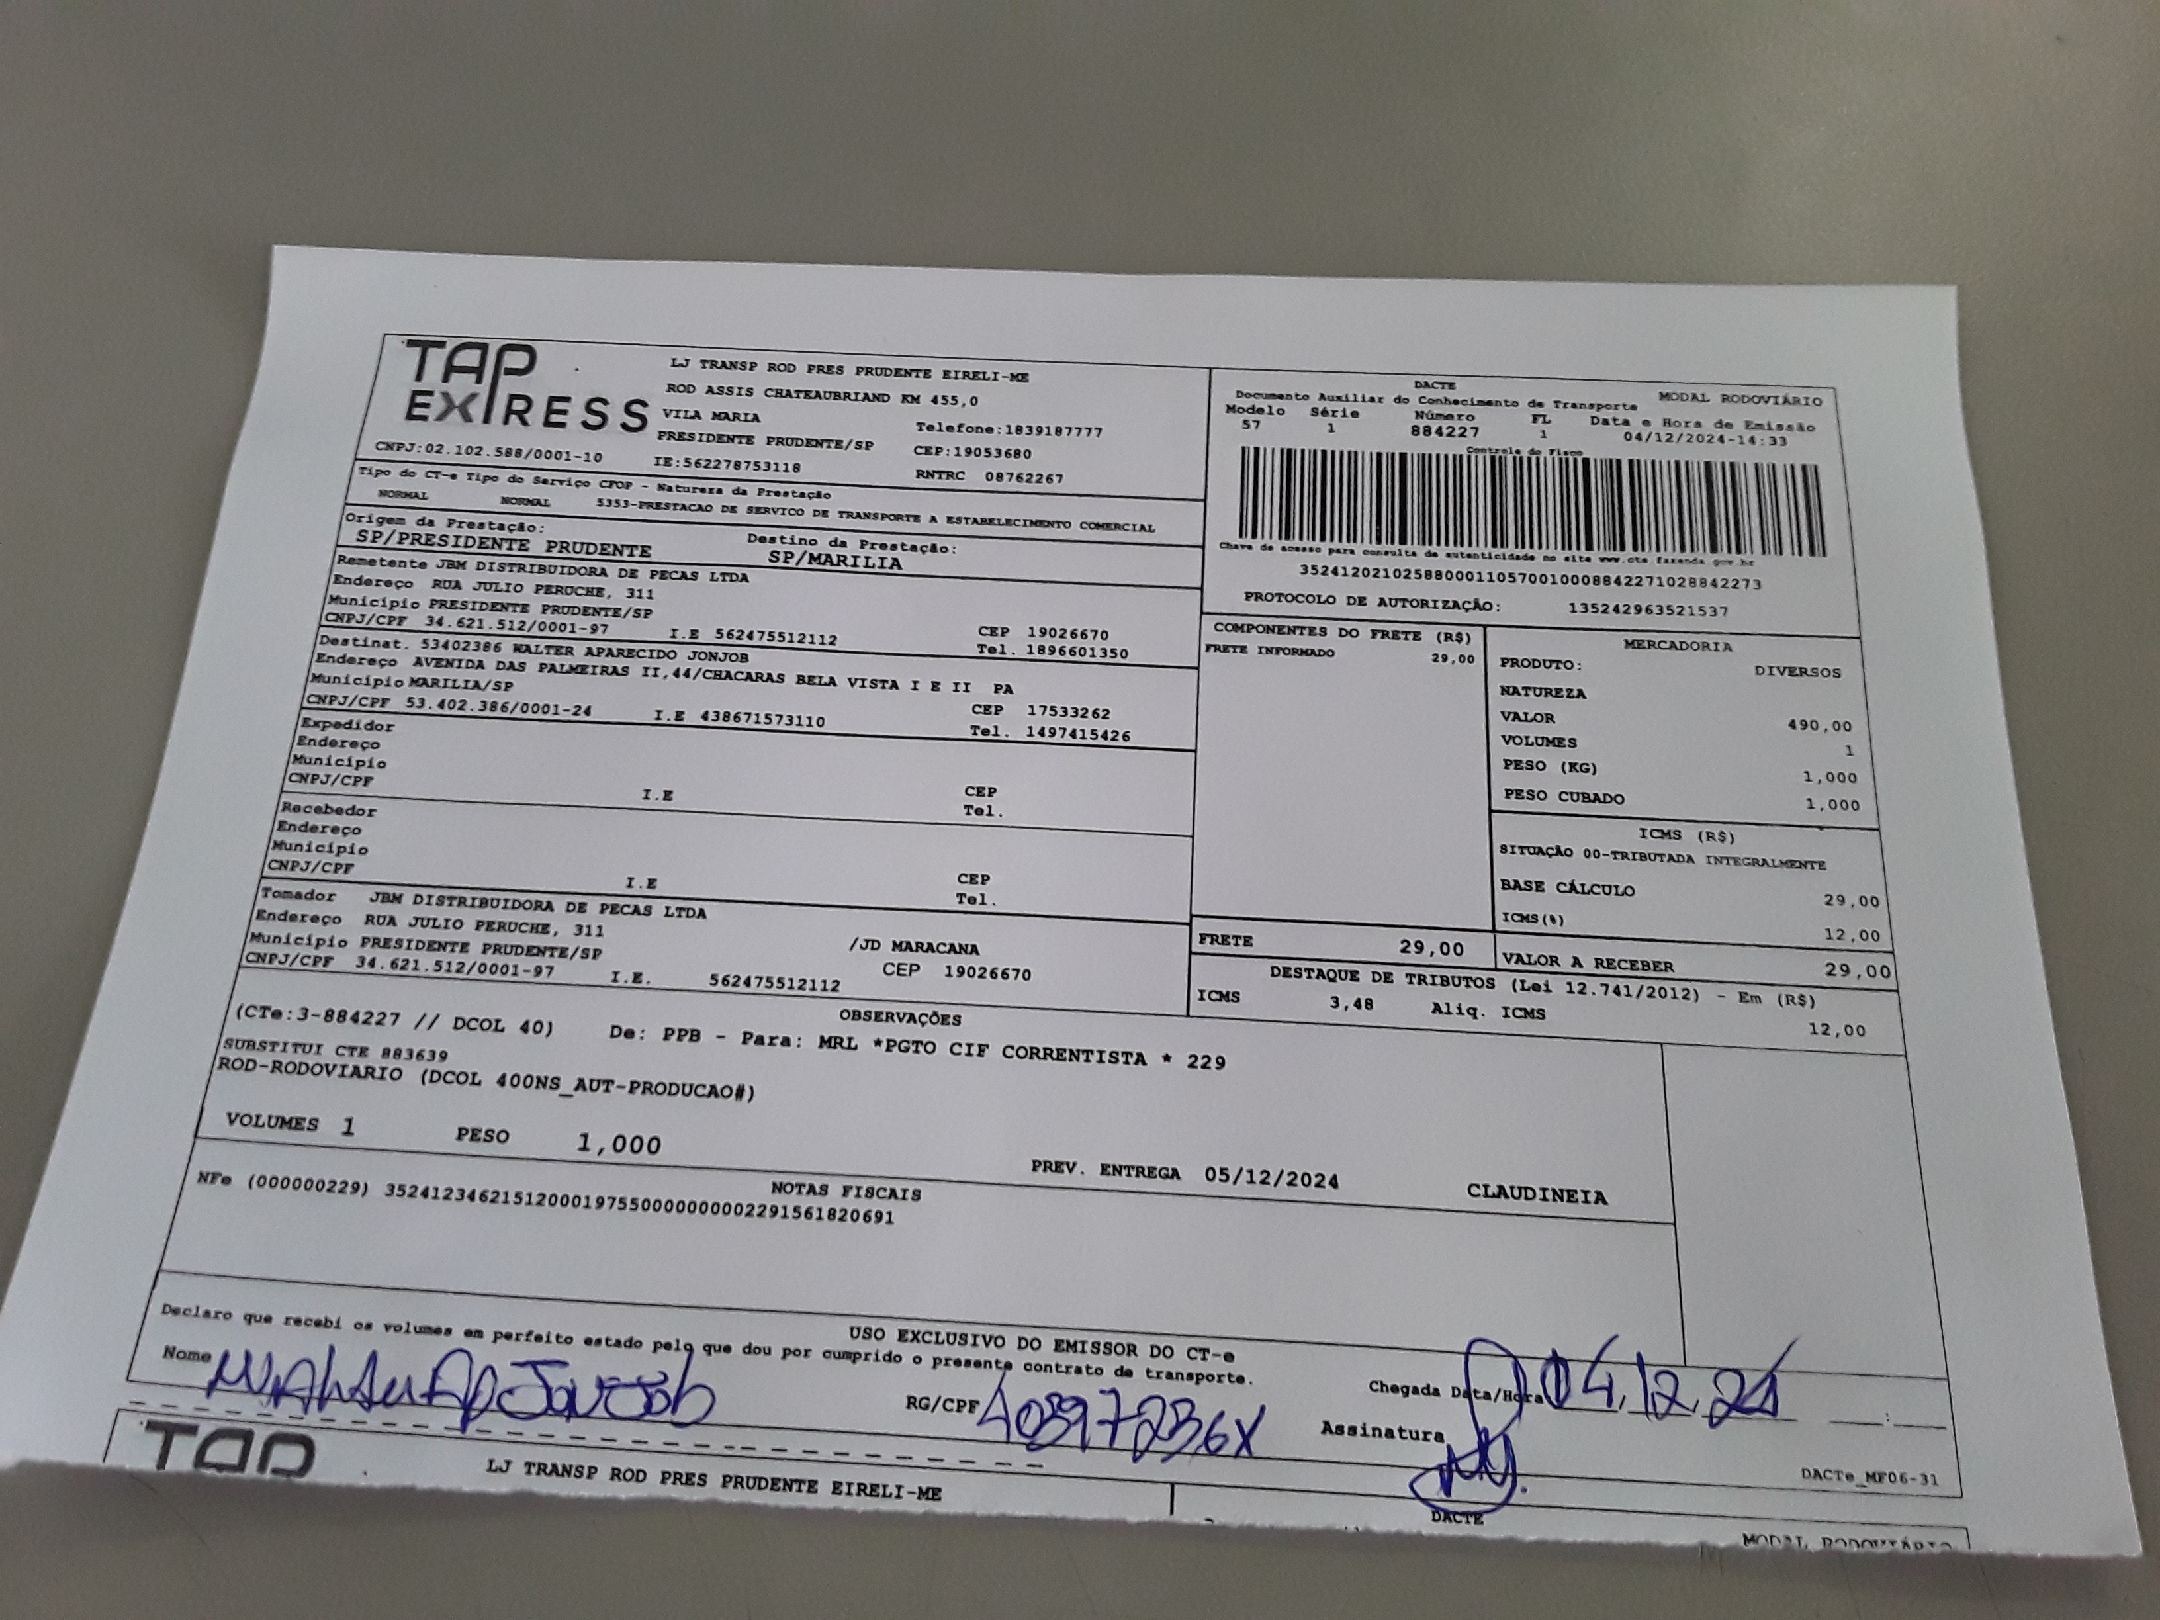 TAP EXPRESS
LJ TRANSP ROD PRES PRUDENTE EIRELI-ME
ROD ASSIS CHATEAUBRIAND KM 455,0
VILA MARIA
Telefone:1839187777
PRESIDENTE PRUDENTE/SP
CEP:19053680
CNPJ:02.102.588/0001-10
IE:562278753118
RNTRC 08762267
DACTE
MODAL RODOVIÁRIO
Documento Auxiliar do Conhecimento de Transporte
Modelo Série Número FL Data e Hora de Emissão
57 1 884227 1 04/12/2024-14:33
Controle do Fisco
Chave de acesso para consulta de autenticidade no site www.cte fazenda gov.br
35241202102588000110570010008842271028842273
PROTOCOLO DE AUTORIZAÇÃO: 135242963521537
Tipo do CT-e Tipo do Serviço CFOP - Natureza da Prestação
NORMAL NORMAL 5353-PRESTACAO DE SERVICO DE TRANSPORTE A ESTABELECIMENTO COMERCIAL
Origem da Prestação: Destino da Prestação:
SP/PRESIDENTE PRUDENTE SP/MARILIA
Remetente JBM DISTRIBUIDORA DE PECAS LTDA
Endereço RUA JULIO PERUCHE, 311
Município PRESIDENTE PRUDENTE/SP CEP 19026670
CNPJ/CPF 34.621.512/0001-97 I.E 562475512112 Tel. 1896601350
Destinat. 53402386 WALTER APARECIDO JONJOB
Endereço AVENIDA DAS PALMEIRAS II,44/CHACARAS BELA VISTA I E II PA
Município MARILIA/SP CEP 17533262
CNPJ/CPF 53.402.386/0001-24 I.E 438671573110 Tel. 1497415426
Expedidor
Endereço
Município CEP
CNPJ/CPF I.E Tel.
Recebedor
Endereço
Município CEP
CNPJ/CPF I.E Tel.
Tomador JBM DISTRIBUIDORA DE PECAS LTDA
Endereço RUA JULIO PERUCHE, 311 /JD MARACANA
Município PRESIDENTE PRUDENTE/SP CEP 19026670
CNPJ/CPF 34.621.512/0001-97 I.E. 562475512112
COMPONENTES DO FRETE (R$)
FRETE INFORMADO 29,00
MERCADORIA
PRODUTO: DIVERSOS
NATUREZA
VALOR 490,00
VOLUMES 1
PESO (KG) 1,000
PESO CUBADO 1,000
ICMS (R$)
SITUAÇÃO 00-TRIBUTADA INTEGRALMENTE
BASE CÁLCULO 29,00
ICMS(%) 12,00
FRETE 29,00
VALOR A RECEBER 29,00
DESTAQUE DE TRIBUTOS (Lei 12.741/2012) - Em (R$)
ICMS 3,48 Aliq. ICMS 12,00
OBSERVAÇÕES
(CTe:3-884227 // DCOL 40) De: PPB - Para: MRL *PGTO CIF CORRENTISTA * 229
SUBSTITUI CTE 883639
ROD-RODOVIARIO (DCOL 400NS_AUT-PRODUCAO#)
VOLUMES 1 PESO 1,000 PREV. ENTREGA 05/12/2024 CLAUDINEIA
NOTAS FISCAIS
NFe (000000229) 35241234621512000197550000000002291561820691
USO EXCLUSIVO DO EMISSOR DO CT-e
Declaro que recebi os volumes em perfeito estado pelo que dou por cumprido o presente contrato de transporte.
Nome Walter Ap Jonjob RG/CPF 40397236X Chegada Data/Hora 04.12.24 __:__
Assinatura
DACTe_MF06-31
TAP
LJ TRANSP ROD PRES PRUDENTE EIRELI-ME
DACTE
MODAL RODOVIÁRIO